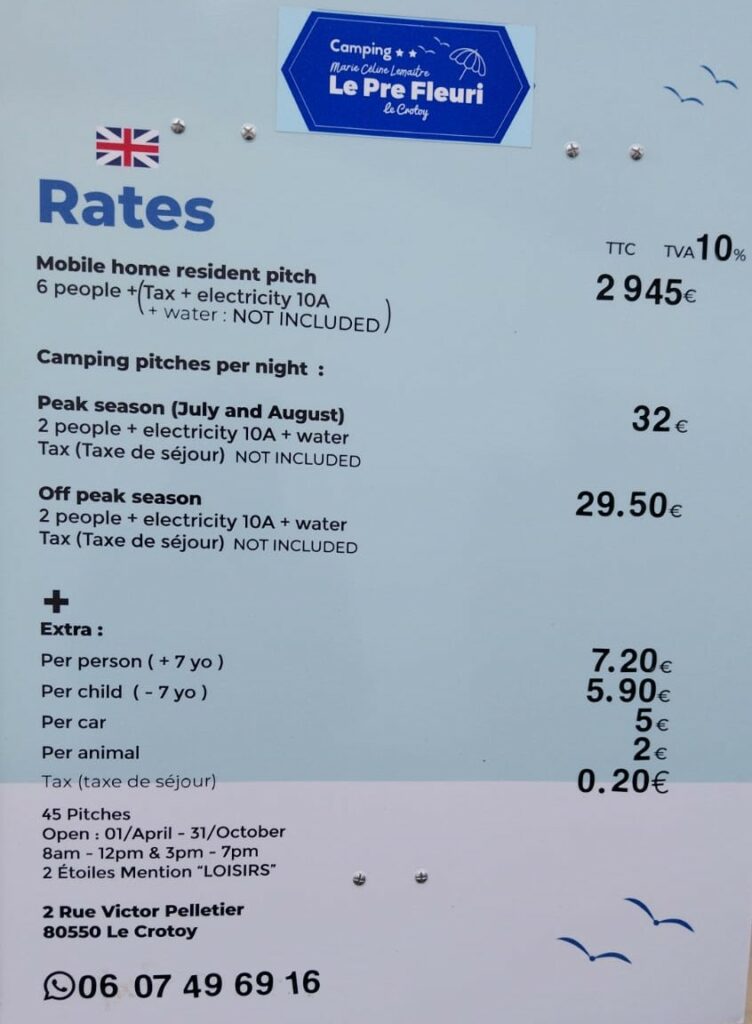 Camping ★★
Marie Céline Lemaitre
Le Pre Fleuri
Le Crotoy
Rates
TTC TVA 10%
Mobile home resident pitch
6 people + (Tax + electricity 10A 2 945€
+ water : NOT INCLUDED)
Camping pitches per night :
Peak season (July and August) 32€
2 people + electricity 10A + water
Tax (Taxe de séjour) NOT INCLUDED
Off peak season 29.50€
2 people + electricity 10A + water
Tax (Taxe de séjour) NOT INCLUDED
+
Extra :
Per person ( + 7 yo ) 7.20€
Per child ( - 7 yo ) 5.90€
Per car 5€
Per animal 2€
Tax (taxe de séjour) 0.20€
45 Pitches
Open : 01/April - 31/October
8am - 12pm & 3pm - 7pm
2 Étoiles Mention "LOISIRS"
2 Rue Victor Pelletier
80550 Le Crotoy
06 07 49 69 16